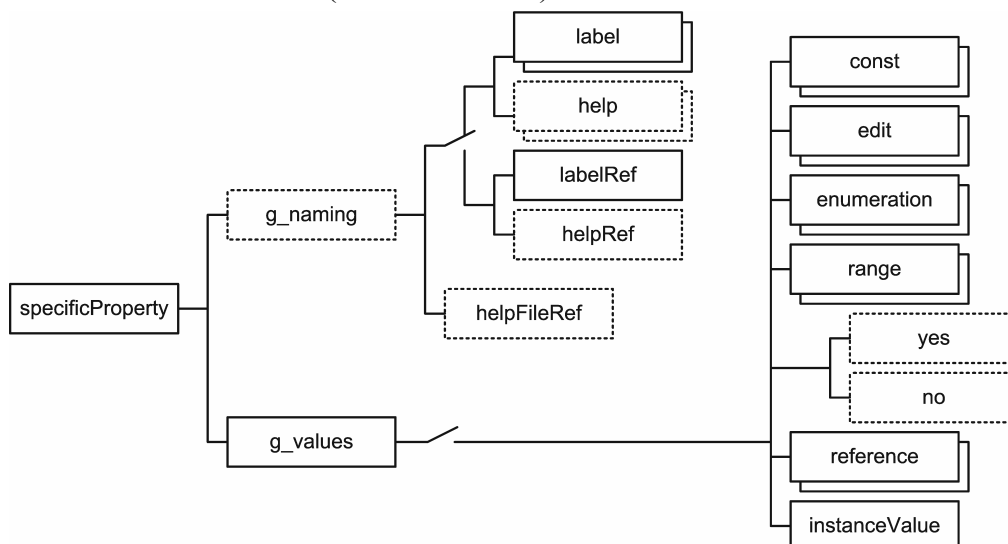 label
const
help
edit
labelRef
enumeration
g_naming
helpRef
range
specificProperty
helpFileRef
yes
no
g_values
reference
instanceValue